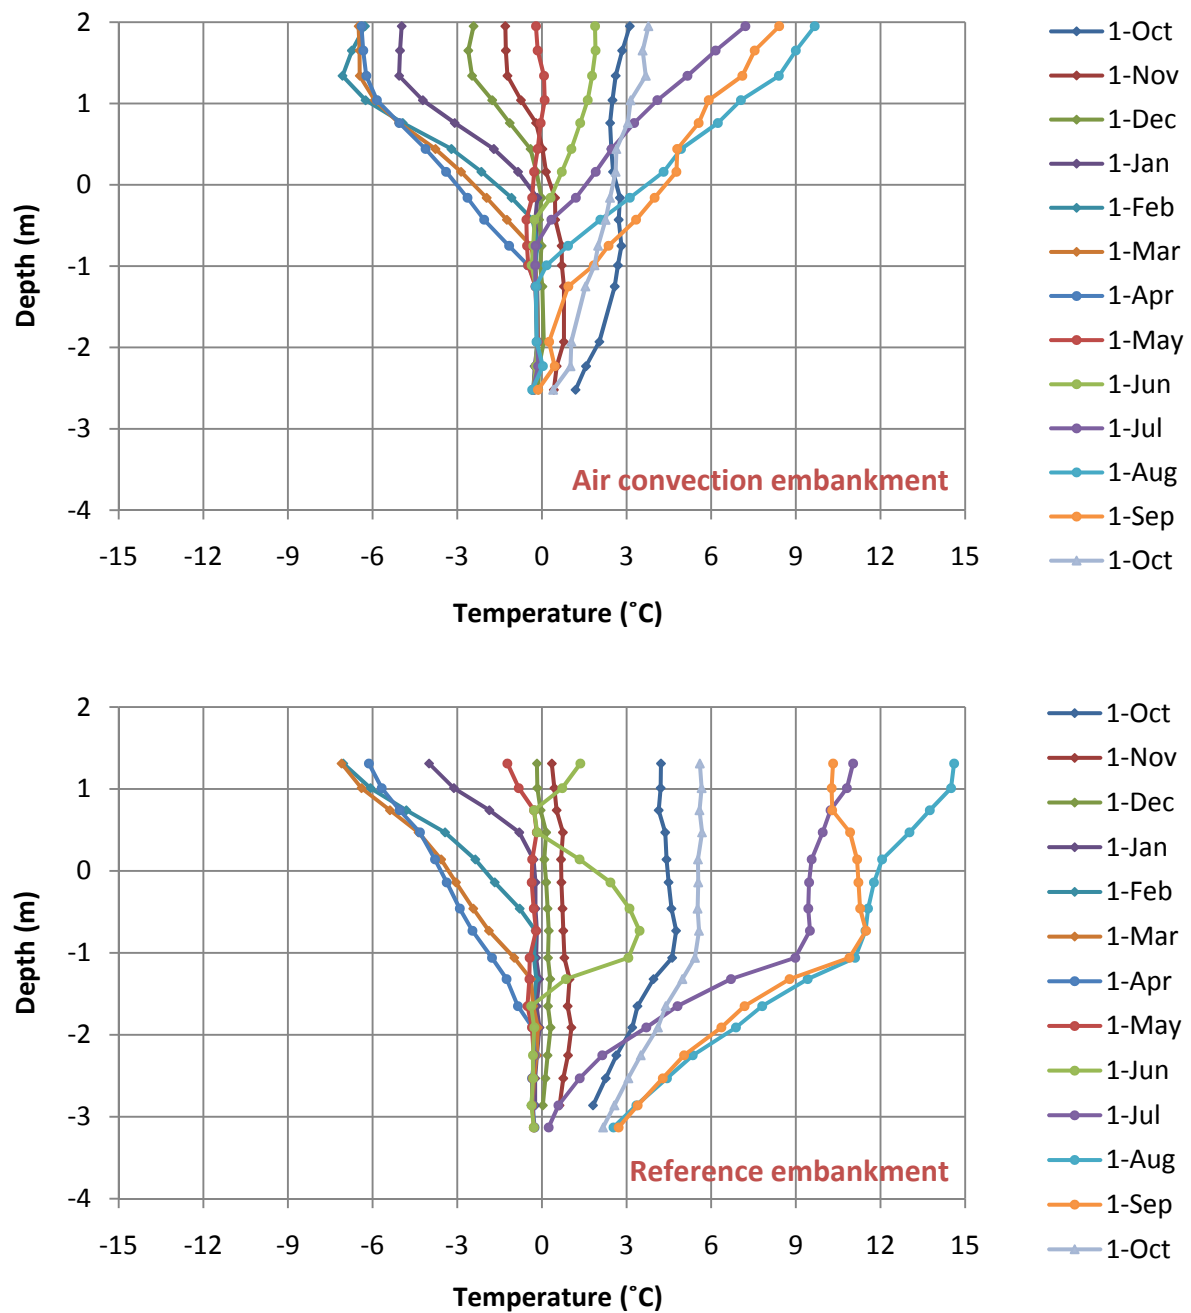 2
1
0
-1
-2
-3
-4
Depth (m)
Air convection embankment
-15 -12 -9 -6 -3 0 3 6 9 12 15
Temperature (˚C)
1-Oct
1-Nov
1-Dec
1-Jan
1-Feb
1-Mar
1-Apr
1-May
1-Jun
1-Jul
1-Aug
1-Sep
1-Oct
2
1
0
-1
-2
-3
-4
Depth (m)
Reference embankment
-15 -12 -9 -6 -3 0 3 6 9 12 15
Temperature (˚C)
1-Oct
1-Nov
1-Dec
1-Jan
1-Feb
1-Mar
1-Apr
1-May
1-Jun
1-Jul
1-Aug
1-Sep
1-Oct